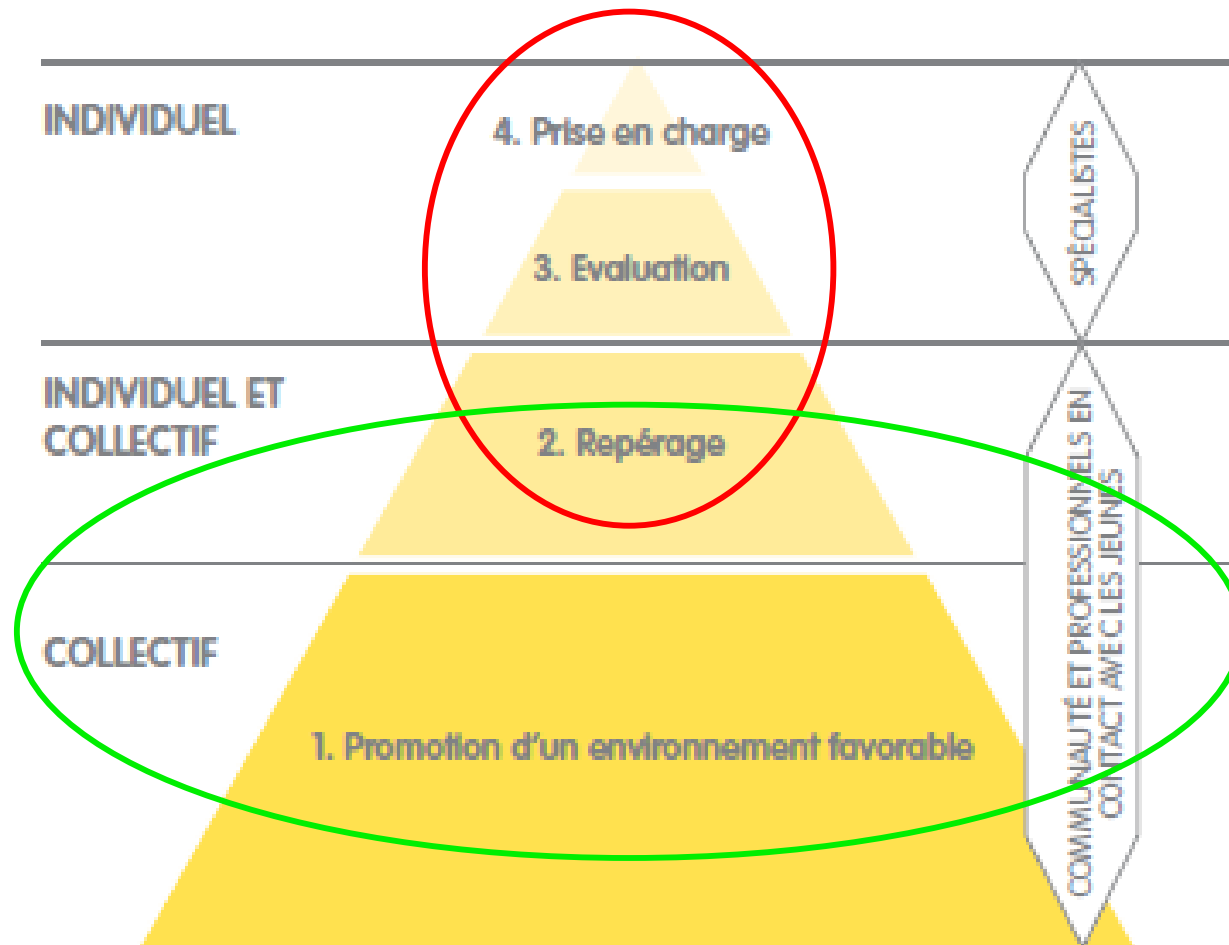 INDIVIDUEL
4. Prise en charge
3. Evaluation
SPÉCIALISTES
INDIVIDUEL ET
COLLECTIF
2. Repérage
COLLECTIF
1. Promotion d'un environnement favorable
COMMUNAUTÉ ET PROFESSIONNELS EN
CONTACT AVEC LES JEUNES